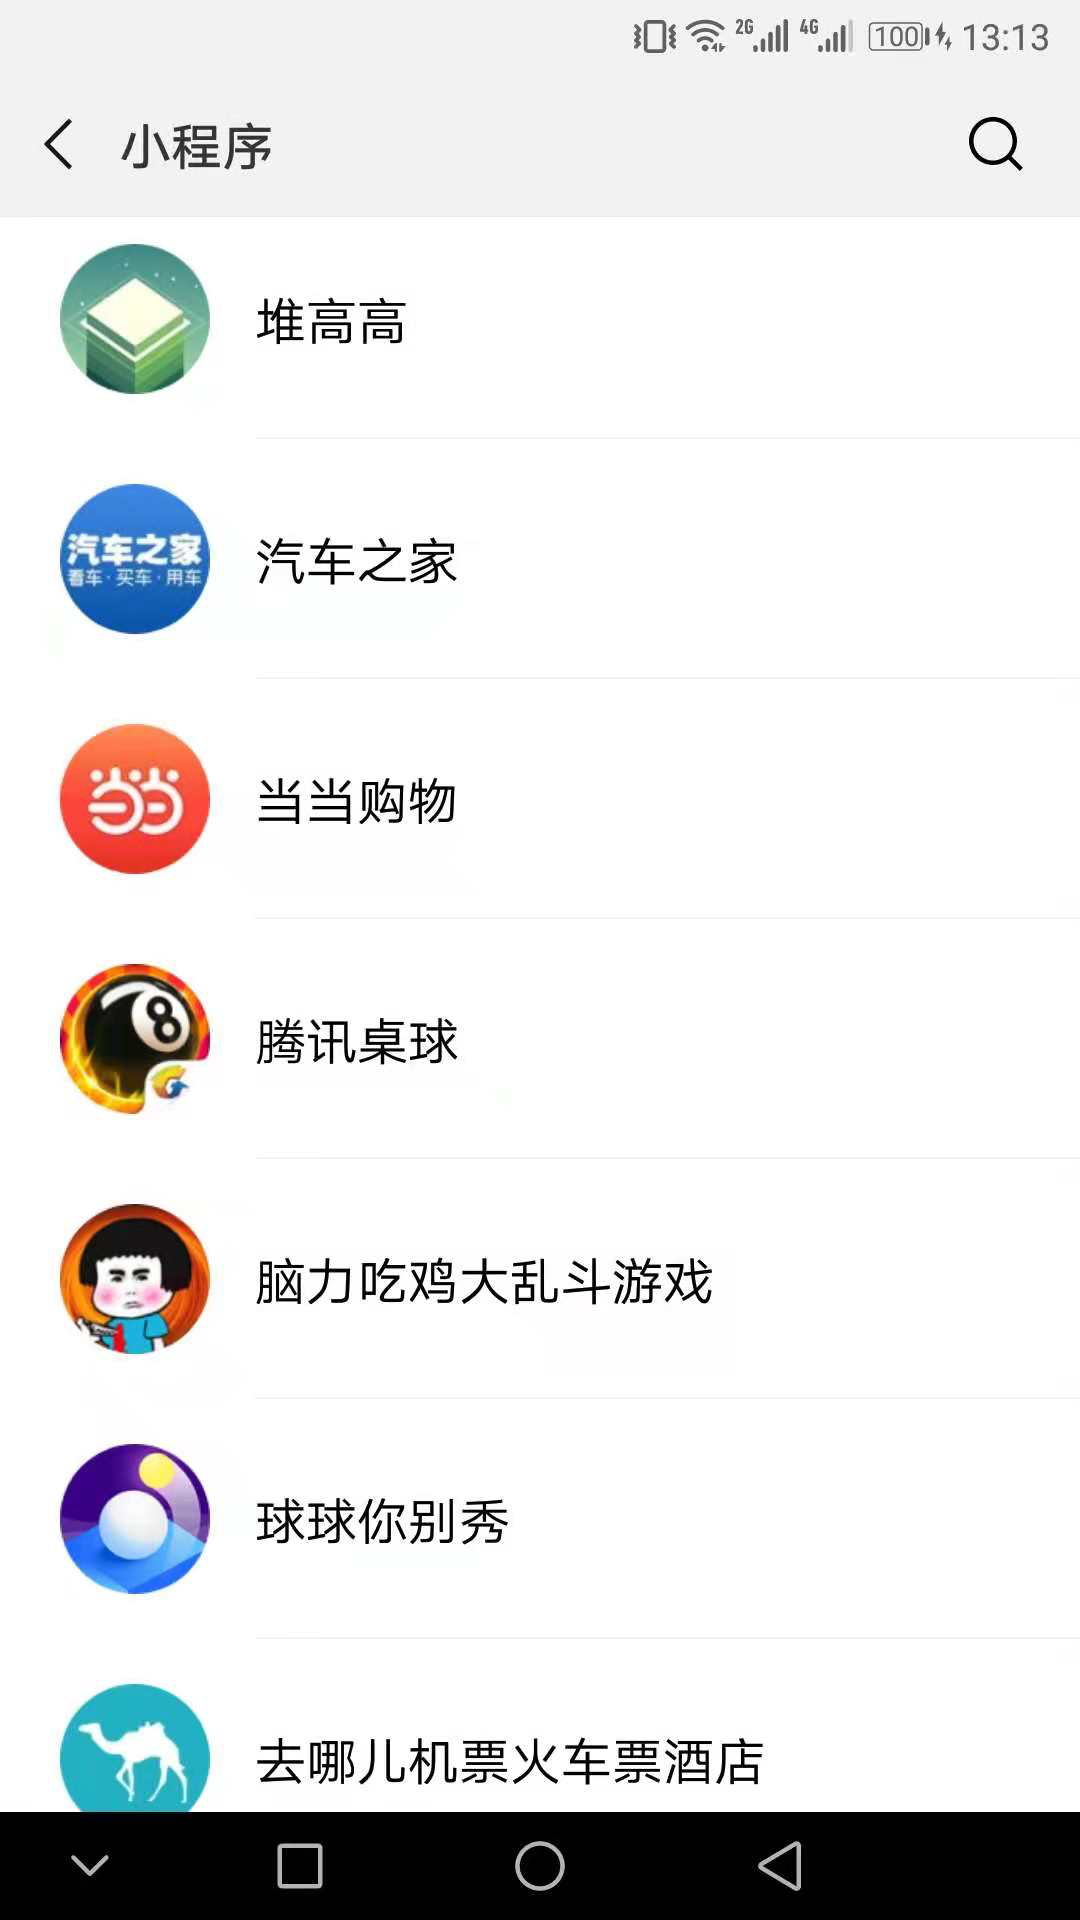 2G 4G 100 13:13
小程序
堆高高
汽车之家
看车·买车·用车
汽车之家
当当
当当购物
8
腾讯桌球
脑力吃鸡大乱斗游戏
球球你别秀
去哪儿机票火车票酒店